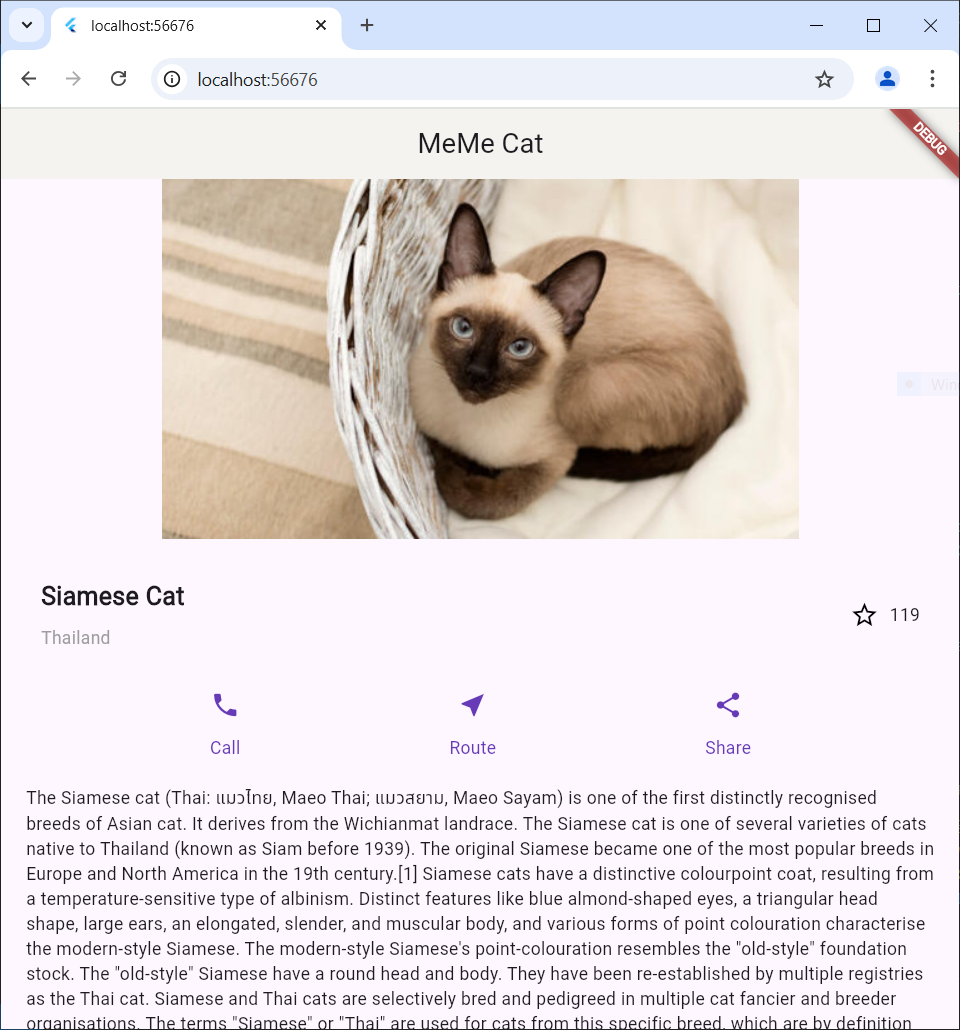 localhost:56676
localhost:56676
MeMe Cat
DEBUG
Siamese Cat
Thailand
119
Call
Route
Share
The Siamese cat (Thai: แมวไทย, Maeo Thai; แมวสยาม, Maeo Sayam) is one of the first distinctly recognised
breeds of Asian cat. It derives from the Wichianmat landrace. The Siamese cat is one of several varieties of cats
native to Thailand (known as Siam before 1939). The original Siamese became one of the most popular breeds in
Europe and North America in the 19th century.[1] Siamese cats have a distinctive colourpoint coat, resulting from
a temperature-sensitive type of albinism. Distinct features like blue almond-shaped eyes, a triangular head
shape, large ears, an elongated, slender, and muscular body, and various forms of point colouration characterise
the modern-style Siamese. The modern-style Siamese's point-colouration resembles the "old-style" foundation
stock. The "old-style" Siamese have a round head and body. They have been re-established by multiple registries
as the Thai cat. Siamese and Thai cats are selectively bred and pedigreed in multiple cat fancier and breeder
organisations. The terms "Siamese" or "Thai" are used for cats from this specific breed, which are by definition